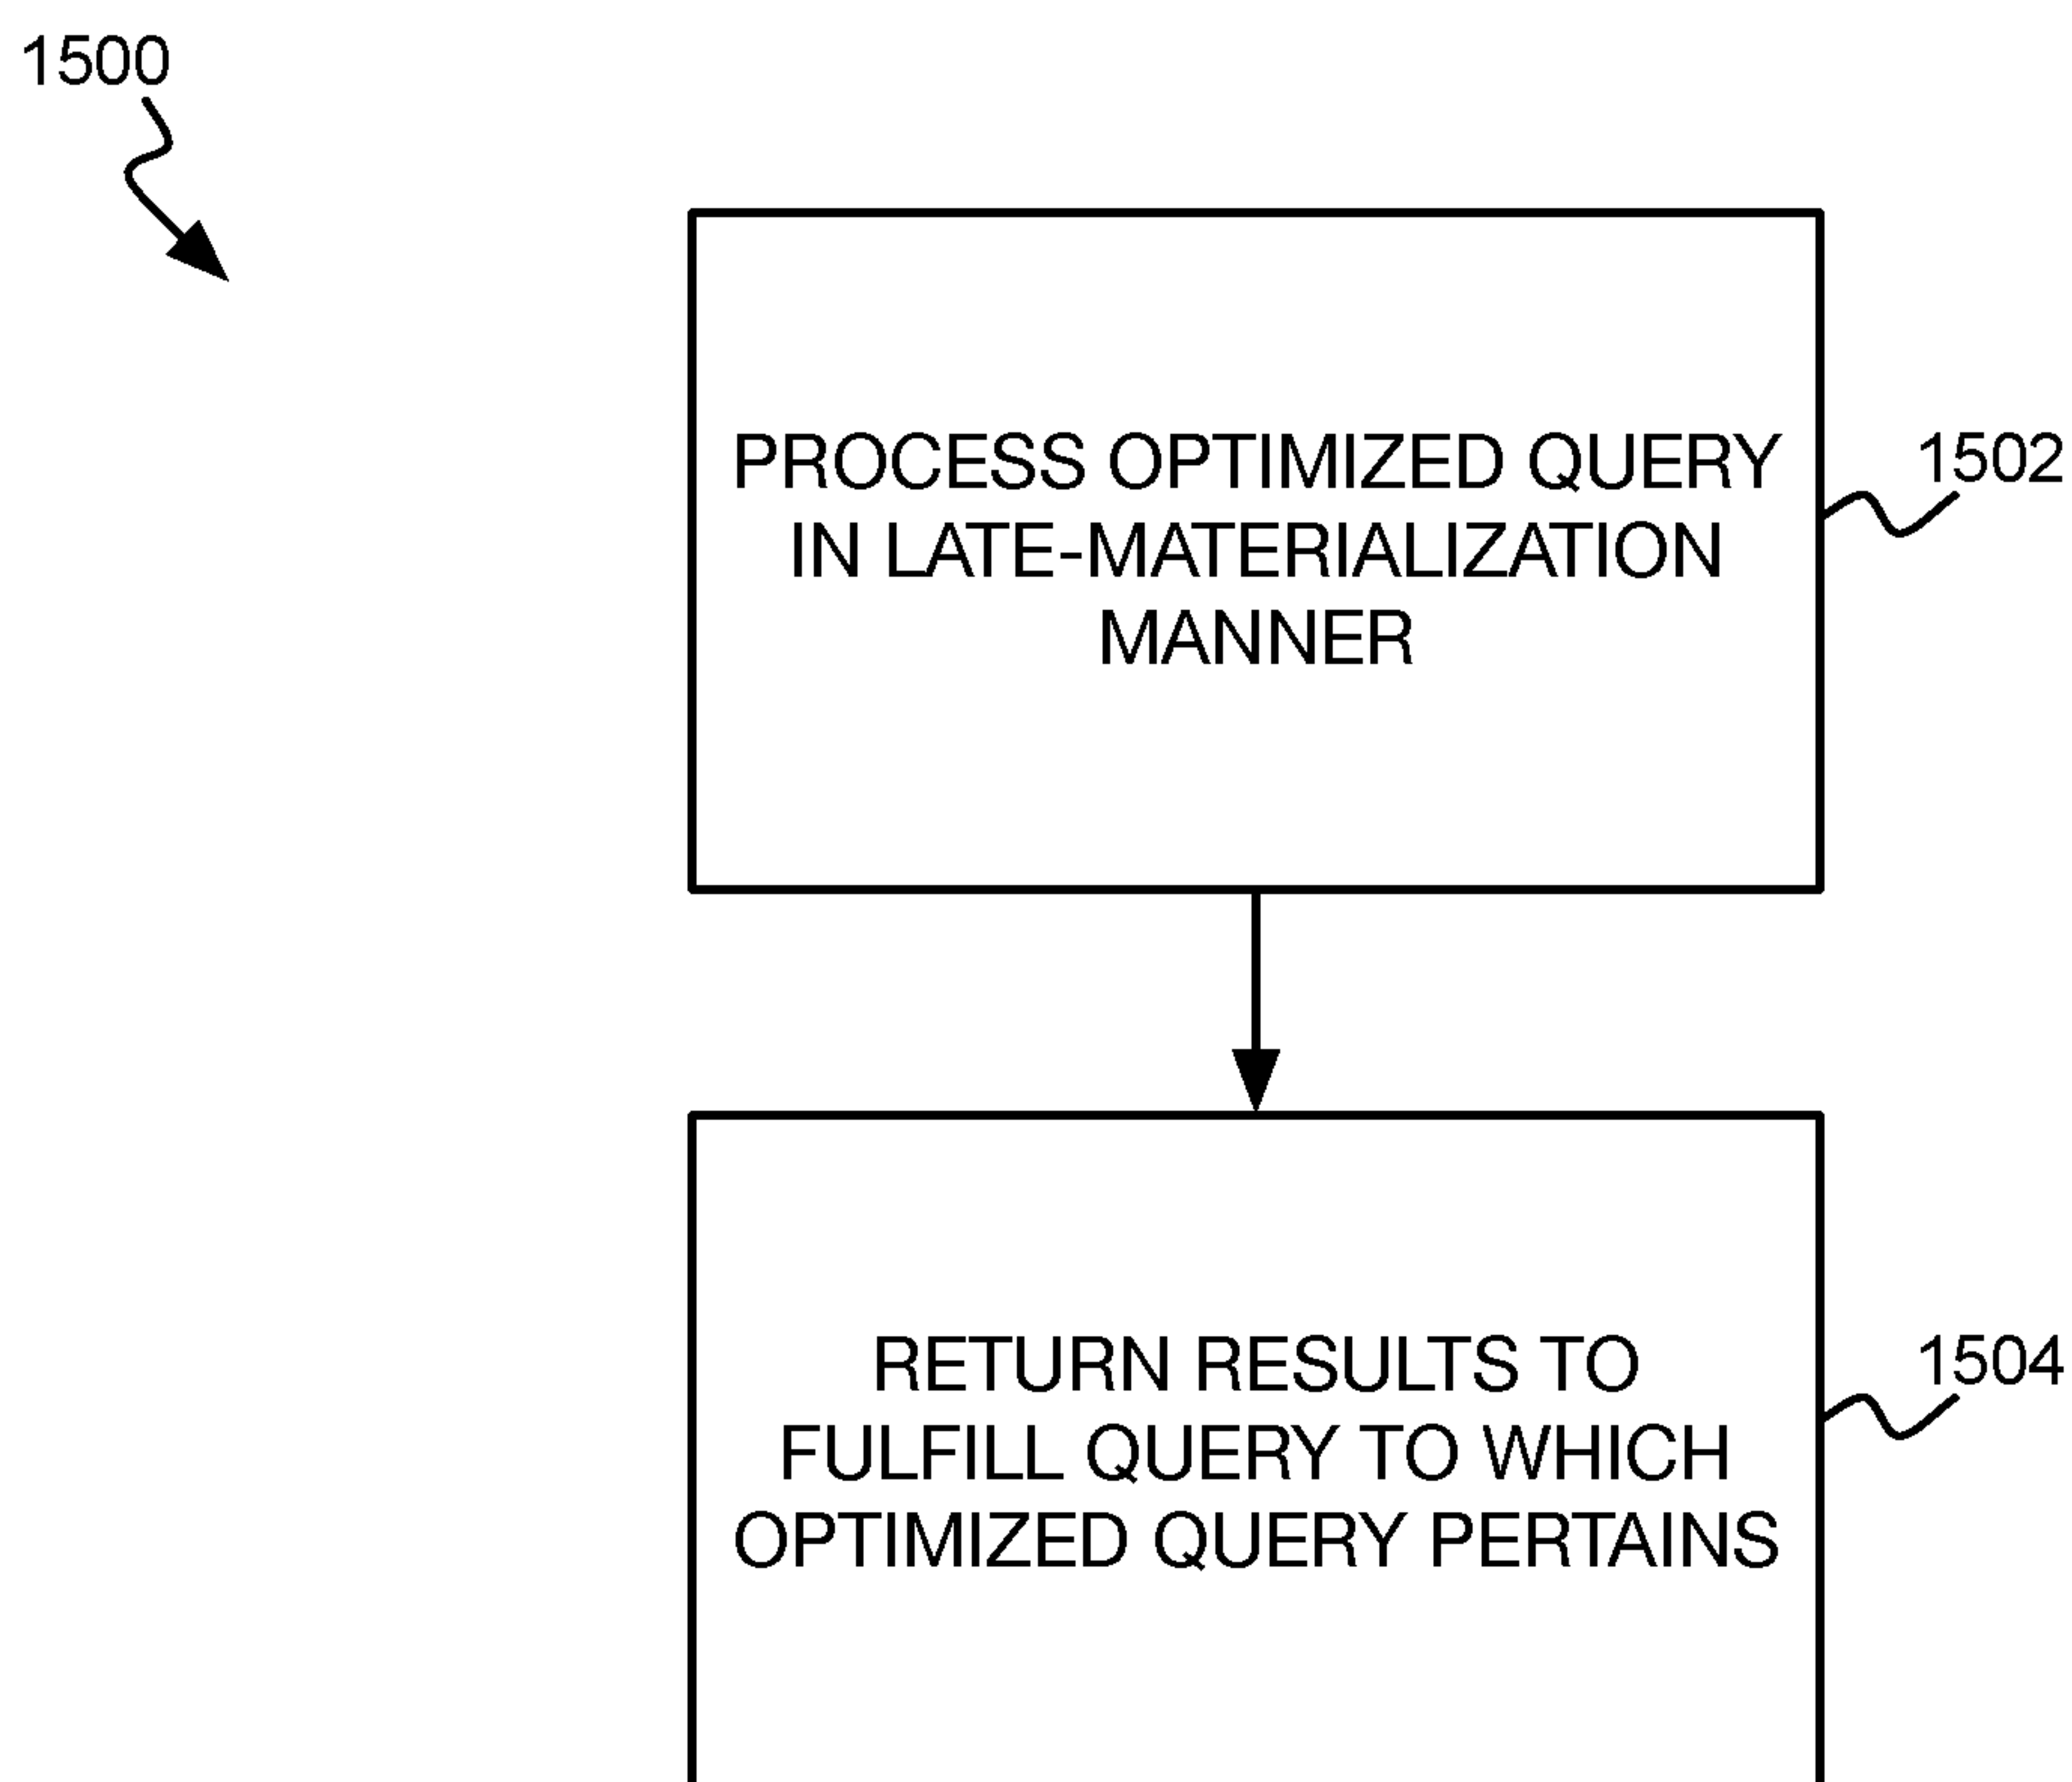 1500
PROCESS OPTIMIZED QUERY
IN LATE-MATERIALIZATION
MANNER
1502
RETURN RESULTS TO
FULFILL QUERY TO WHICH
OPTIMIZED QUERY PERTAINS
1504